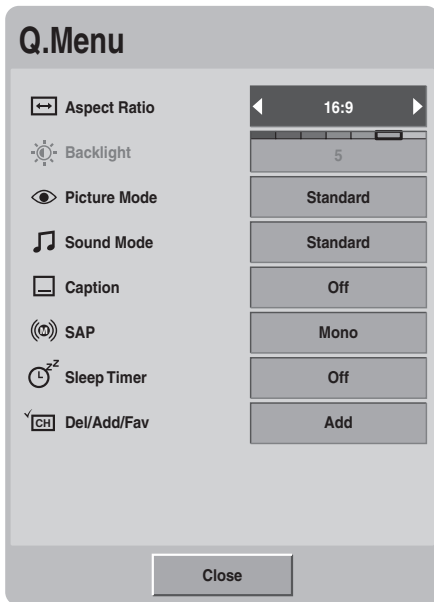 Q.Menu
Aspect Ratio 16:9
Backlight 5
Picture Mode Standard
Sound Mode Standard
Caption Off
(M) SAP Mono
zz Sleep Timer Off
CH Del/Add/Fav Add
Close